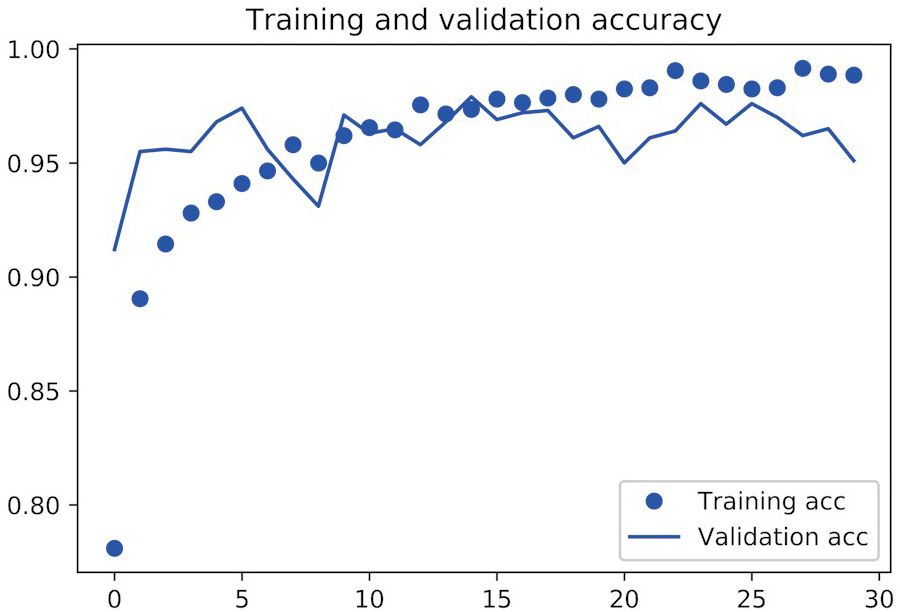 Training and validation accuracy
1.00
0.95
0.90
0.85
0.80
Training acc
Validation acc
0 5 10 15 20 25 30